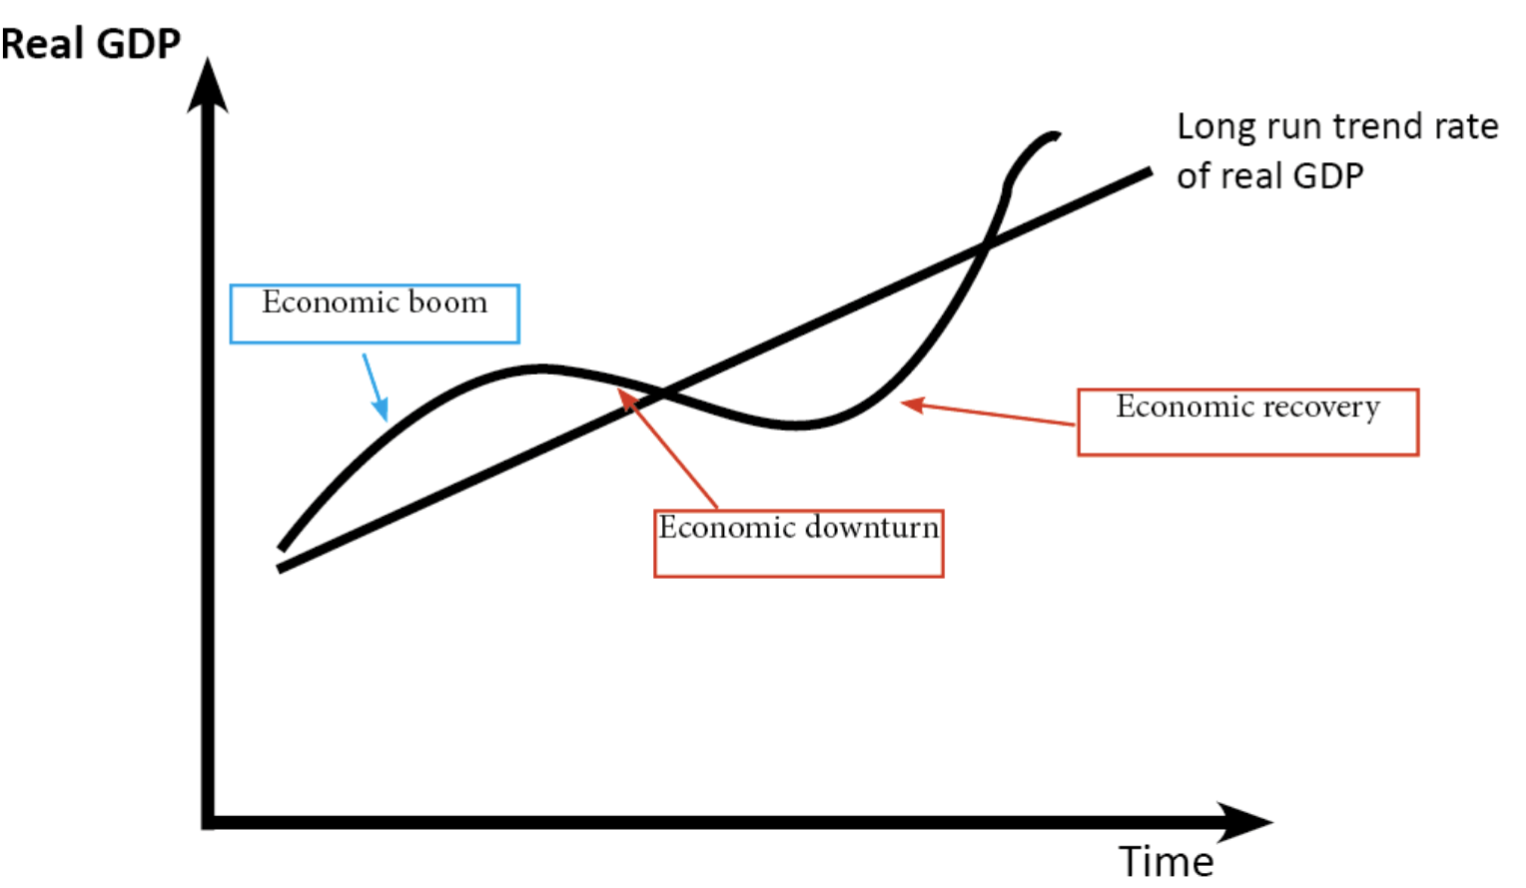 Real GDP
Long run trend rate
of real GDP
Economic boom
Economic recovery
Economic downturn
Time